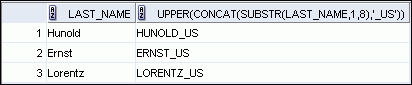 LAST_NAME UPPER(CONCAT(SUBSTR(LAST_NAME,1,8),'_US'))
1 Hunold HUNOLD_US
2 Ernst ERNST_US
3 Lorentz LORENTZ_US